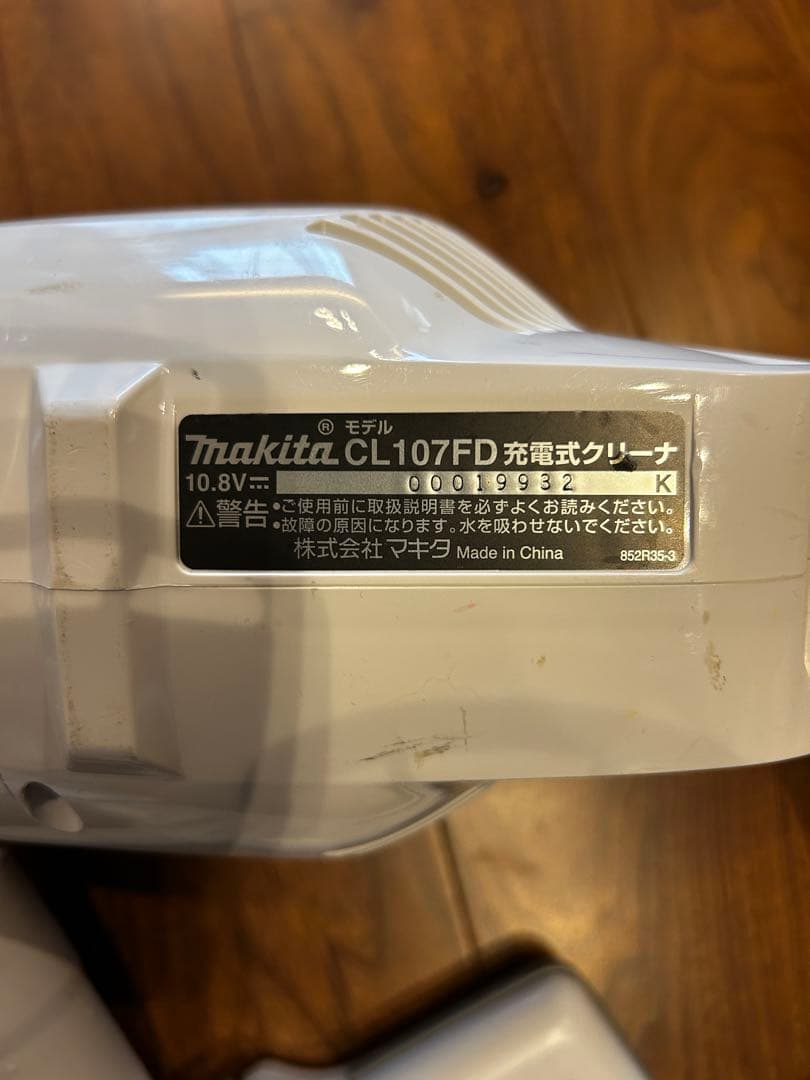 makita® モデル CL107FD 充電式クリーナ
10.8V⎓ 00019932 K
⚠警告 •ご使用前に取扱説明書を必ずよくお読みください。
•故障の原因になります。水を吸わせないでください。
株式会社 マキタ Made in China 852R35-3